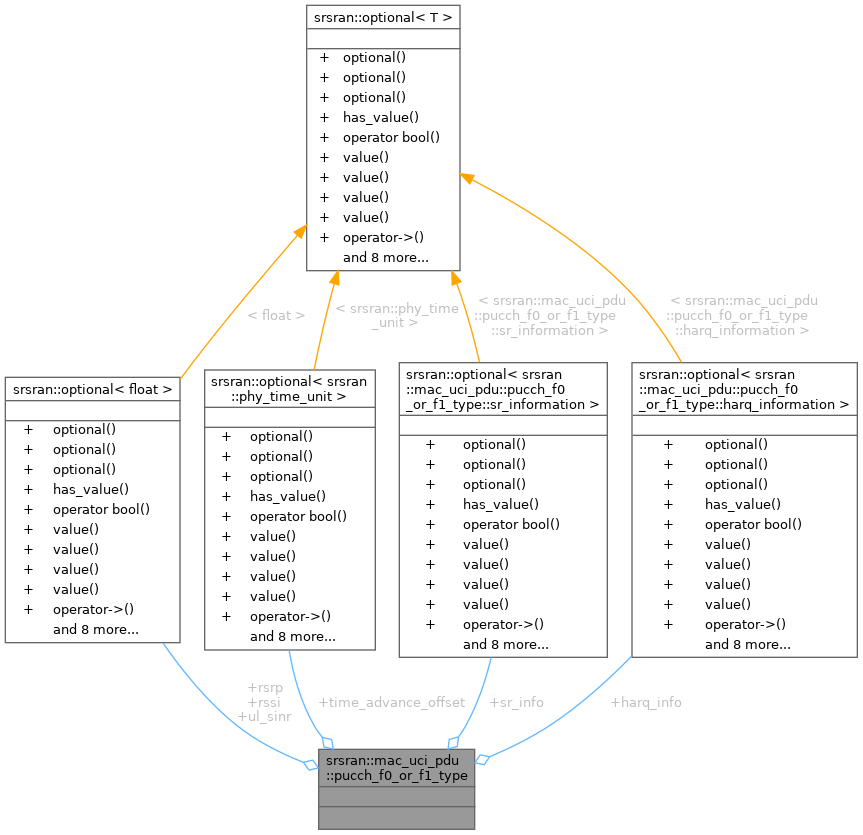 srsran::optional< T >
+ optional()
+ optional()
+ optional()
+ has_value()
+ operator bool()
+ value()
+ value()
+ value()
+ value()
+ operator->()
and 8 more...
< float >
< srsran::phy_time
_unit >
< srsran::mac_uci_pdu
::pucch_f0_or_f1_type
::sr_information >
< srsran::mac_uci_pdu
::pucch_f0_or_f1_type
::harq_information >
srsran::optional< float >
+ optional()
+ optional()
+ optional()
+ has_value()
+ operator bool()
+ value()
+ value()
+ value()
+ value()
+ operator->()
and 8 more...
srsran::optional< srsran
::phy_time_unit >
+ optional()
+ optional()
+ optional()
+ has_value()
+ operator bool()
+ value()
+ value()
+ value()
+ value()
+ operator->()
and 8 more...
srsran::optional< srsran
::mac_uci_pdu::pucch_f0
_or_f1_type::sr_information >
+ optional()
+ optional()
+ optional()
+ has_value()
+ operator bool()
+ value()
+ value()
+ value()
+ value()
+ operator->()
and 8 more...
srsran::optional< srsran
::mac_uci_pdu::pucch_f0
_or_f1_type::harq_information >
+ optional()
+ optional()
+ optional()
+ has_value()
+ operator bool()
+ value()
+ value()
+ value()
+ value()
+ operator->()
and 8 more...
+rsrp
+rssi
+ul_sinr
+time_advance_offset
+sr_info
+harq_info
srsran::mac_uci_pdu
::pucch_f0_or_f1_type